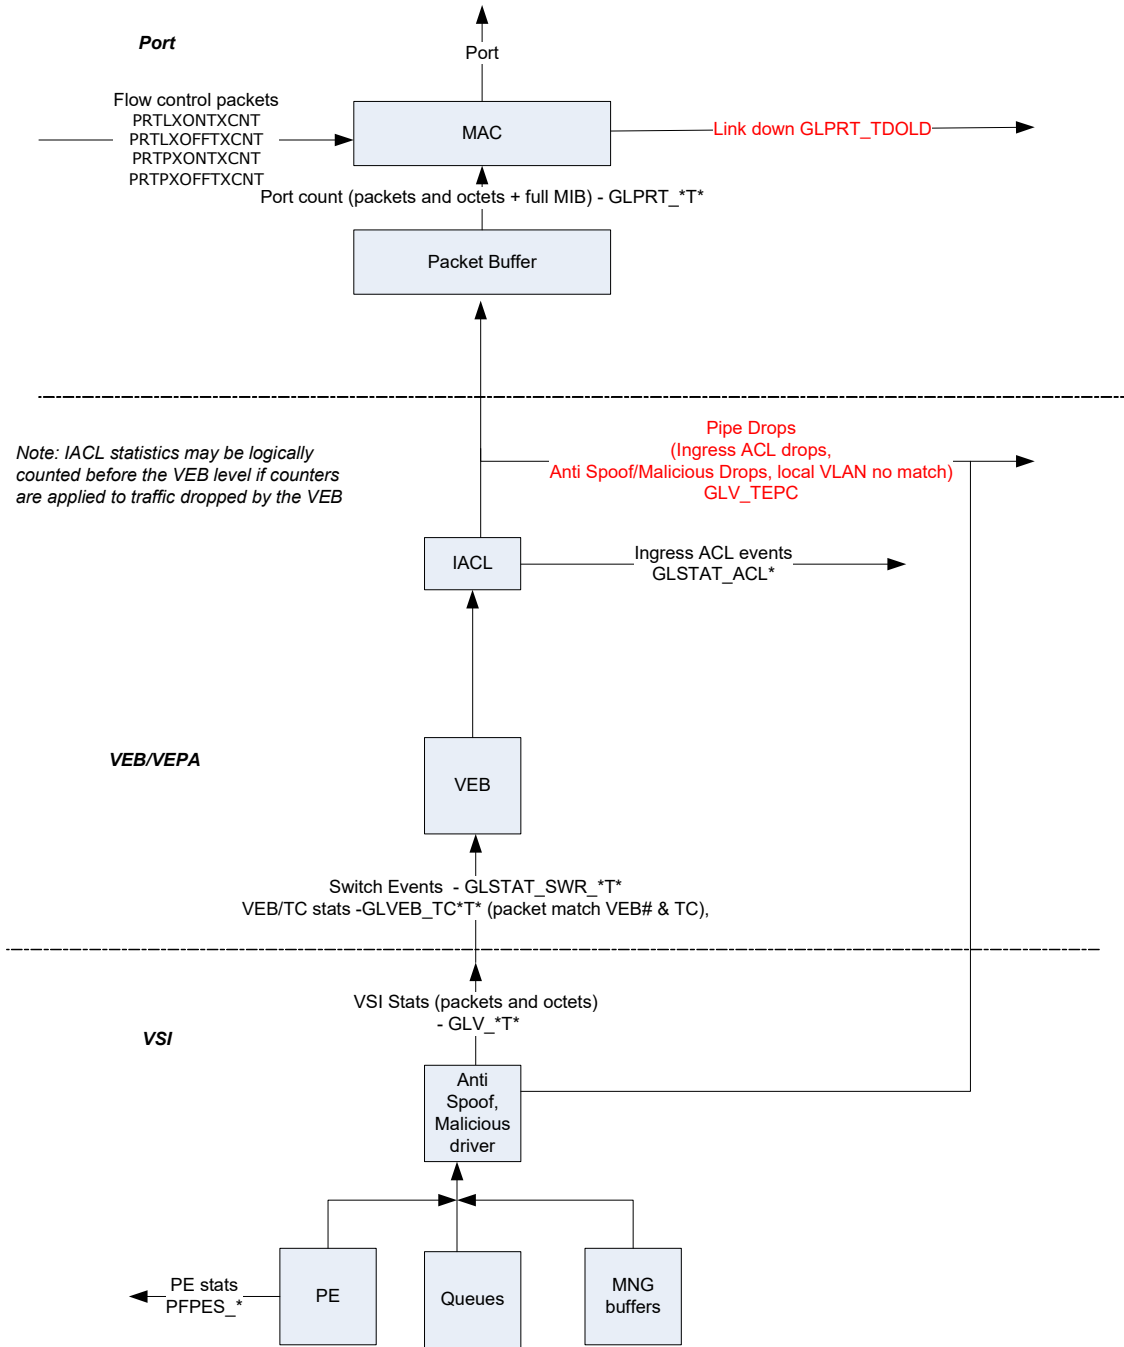 Port
Port
Flow control packets
PRTLXONTXCNT
PRTLXOFFTXCNT
PRTPXONTXCNT
PRTPXOFFTXCNT
MAC
Link down GLPRT_TDOLD
Port count (packets and octets + full MIB) - GLPRT_*T*
Packet Buffer
Note: IACL statistics may be logically
counted before the VEB level if counters
are applied to traffic dropped by the VEB
Pipe Drops
(Ingress ACL drops,
Anti Spoof/Malicious Drops, local VLAN no match)
GLV_TEPC
IACL
Ingress ACL events
GLSTAT_ACL*
VEB/VEPA
VEB
Switch Events  - GLSTAT_SWR_*T*
VEB/TC stats -GLVEB_TC*T* (packet match VEB# & TC),
VSI Stats (packets and octets)
- GLV_*T*
VSI
Anti
Spoof,
Malicious
driver
PE stats
PFPES_*
PE
Queues
MNG
buffers